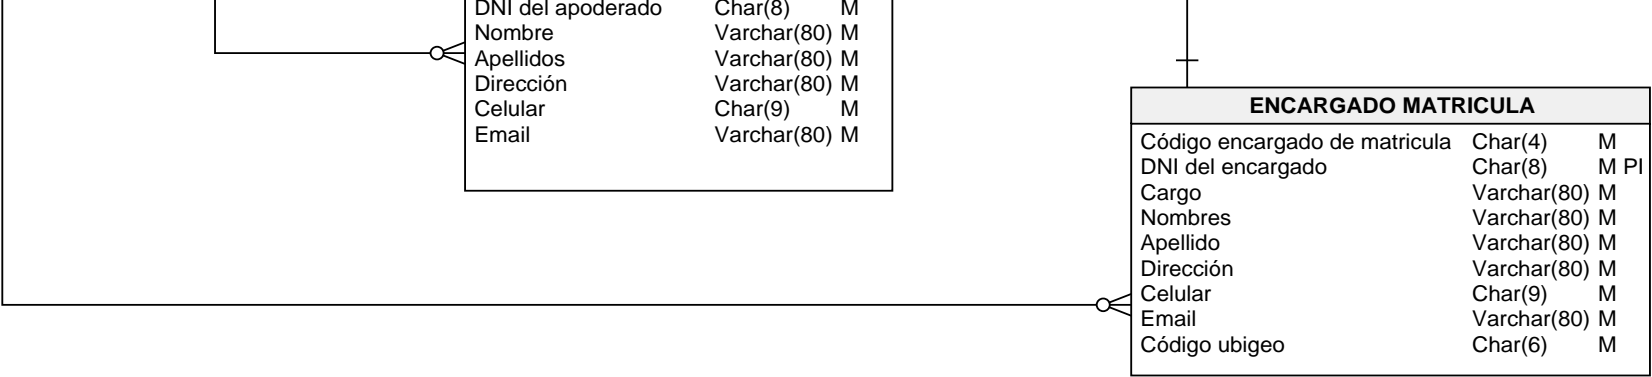 DNI del apoderado Char(8) M
Nombre Varchar(80) M
Apellidos Varchar(80) M
Dirección Varchar(80) M
Celular Char(9) M
Email Varchar(80) M
ENCARGADO MATRICULA
Código encargado de matricula Char(4) M
DNI del encargado Char(8) M PI
Cargo Varchar(80) M
Nombres Varchar(80) M
Apellido Varchar(80) M
Dirección Varchar(80) M
Celular Char(9) M
Email Varchar(80) M
Código ubigeo Char(6) M